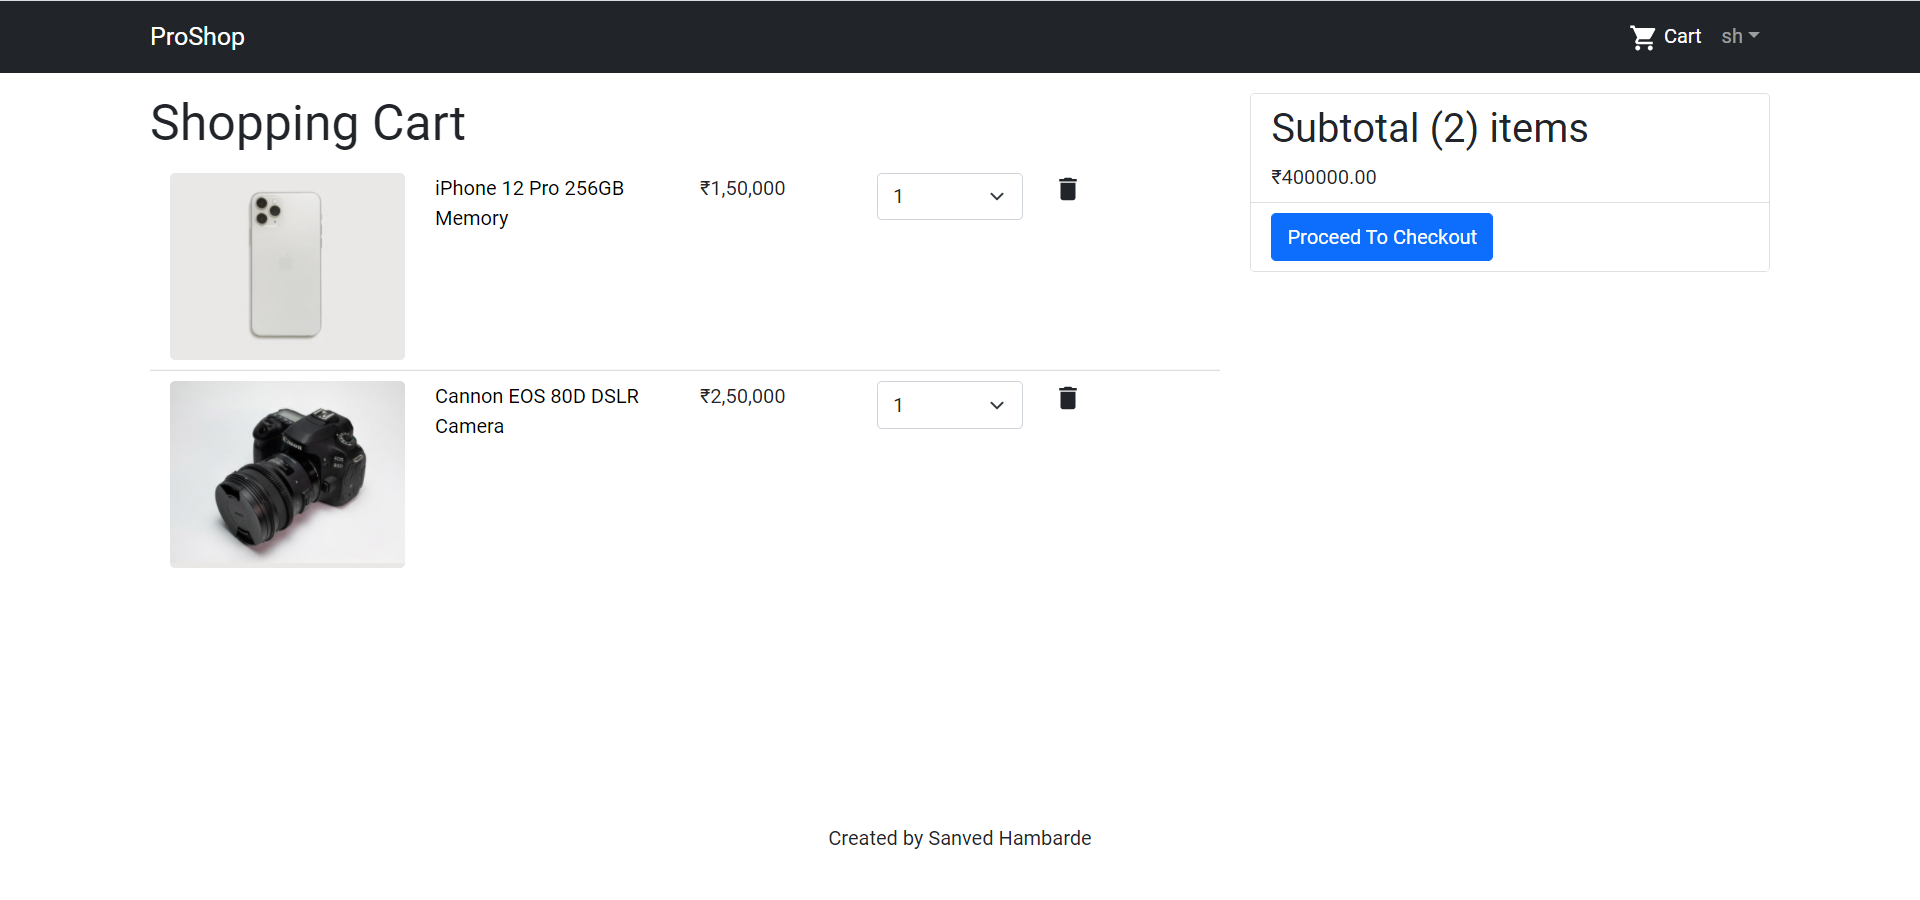 ProShop
Cart
sh
Shopping Cart
iPhone 12 Pro 256GB
Memory
₹1,50,000
1
Cannon EOS 80D DSLR
Camera
₹2,50,000
1
Subtotal (2) items
₹400000.00
Proceed To Checkout
Canon
Created by Sanved Hambarde